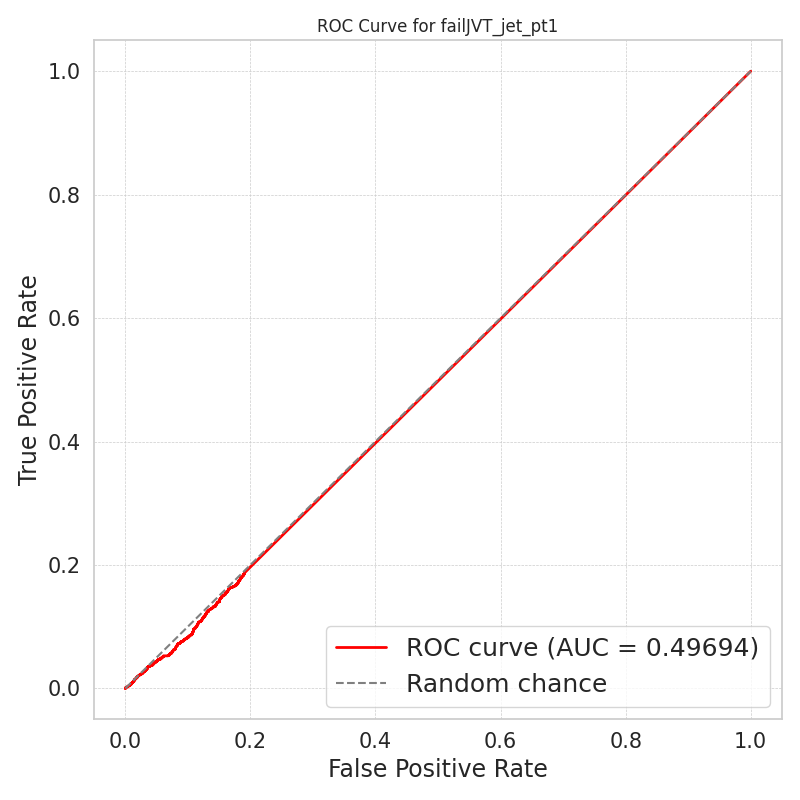 ROC Curve for failJVT_jet_pt1
1.0
0.8
0.6
0.4
0.2
0.0
True Positive Rate
ROC curve (AUC = 0.49694)
Random chance
0.0 0.2 0.4 0.6 0.8 1.0
False Positive Rate